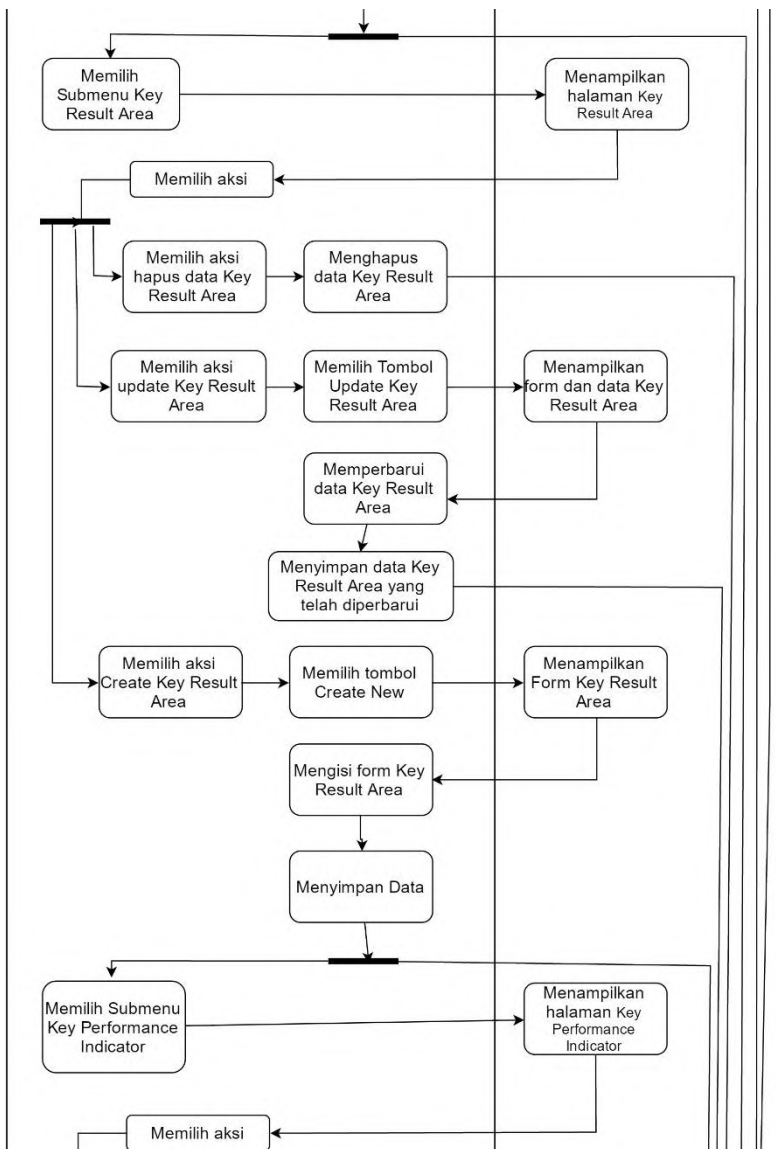 Memilih
Submenu Key
Result Area
Menampilkan
halaman Key
Result Area
Memilih aksi
Memilih aksi
hapus data Key
Result Area
Menghapus
data Key Result
Area
Memilih aksi
update Key Result
Area
Memilih Tombol
Update Key
Result Area
Menampilkan
form dan data Key
Result Area
Memperbarui
data Key Result
Area
Menyimpan data Key
Result Area yang
telah diperbarui
Memilih aksi
Create Key Result
Area
Memilih tombol
Create New
Menampilkan
Form Key Result
Area
Mengisi form Key
Result Area
Menyimpan Data
Memilih Submenu
Key Performance
Indicator
Menampilkan
halaman Key
Performance
Indicator
Memilih aksi